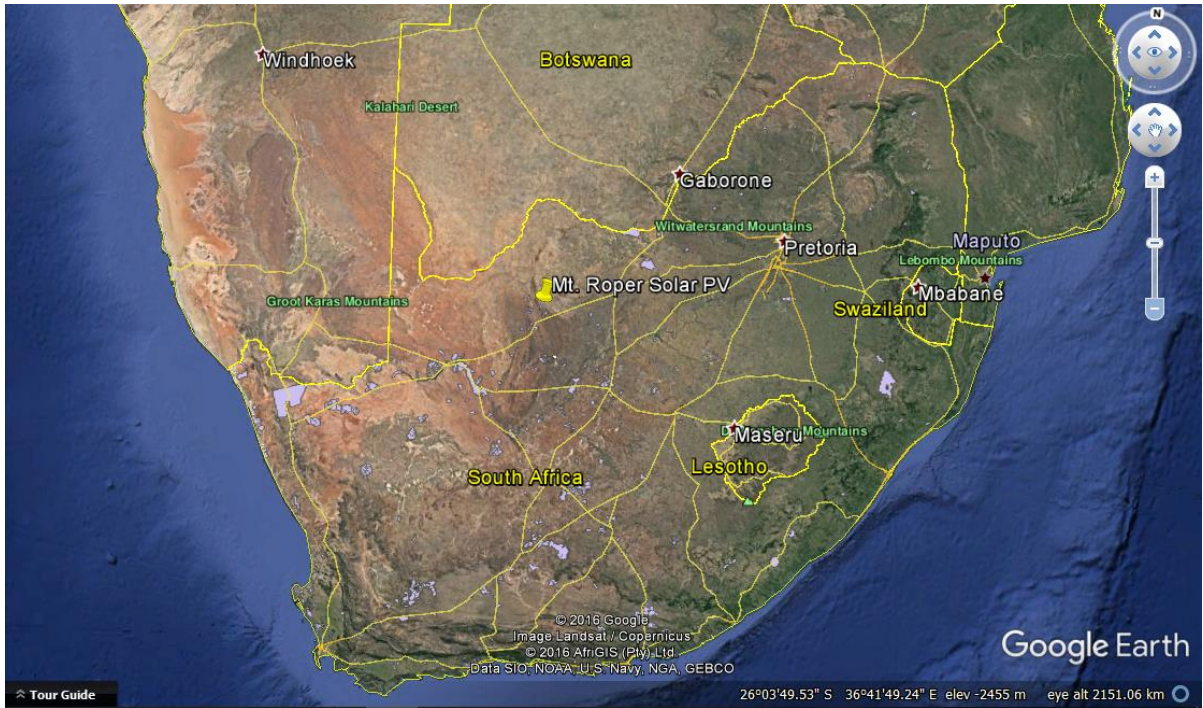 N
Windhoek
Botswana
Kalahari Desert
Gaborone
Witwatersrand Mountains
Pretoria
Maputo
Lebombo Mountains
Mt. Roper Solar PV
Mbabane
Groot Karas Mountains
Swaziland
Mountains
Maseru
Lesotho
South Africa
© 2016 Google
Image Landsat / Copernicus
© 2016 AfriGIS (Pty) Ltd.
Data SIO, NOAA, U.S. Navy, NGA, GEBCO
Google Earth
Tour Guide
26°03'49.53" S 36°41'49.24" E elev -2455 m eye alt 2151.06 km